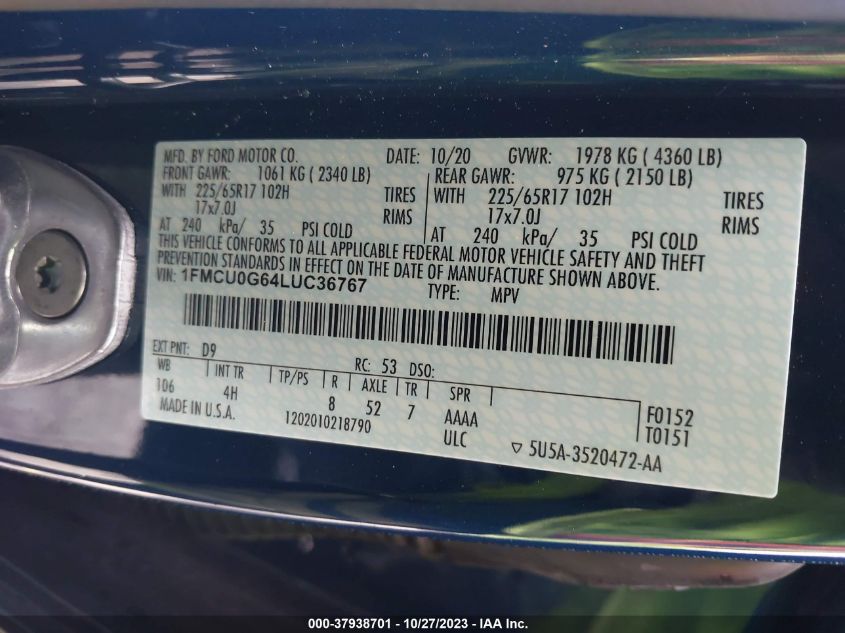 MFD. BY FORD MOTOR CO. DATE: 10/20 GVWR: 1978 KG ( 4360 LB)
FRONT GAWR: 1061 KG ( 2340 LB) REAR GAWR: 975 KG ( 2150 LB)
WITH 225/65R17 102H TIRES WITH 225/65R17 102H TIRES
17x7.0J RIMS 17x7.0J RIMS
AT 240 kPa/ 35 PSI COLD AT 240 kPa/ 35 PSI COLD
THIS VEHICLE CONFORMS TO ALL APPLICABLE FEDERAL MOTOR VEHICLE SAFETY AND THEFT
PREVENTION STANDARDS IN EFFECT ON THE DATE OF MANUFACTURE SHOWN ABOVE.
VIN: 1FMCU0G64LUC36767 TYPE: MPV
EXT PNT: D9 RC: 53 DSO:
WB INT TR TP/PS R AXLE TR SPR
106 4H 8 52 7 AAAA F0152
MADE IN U.S.A. 1202010218790 ULC T0151
5U5A-3520472-AA
000-37938701 - 10/27/2023 - IAA Inc.